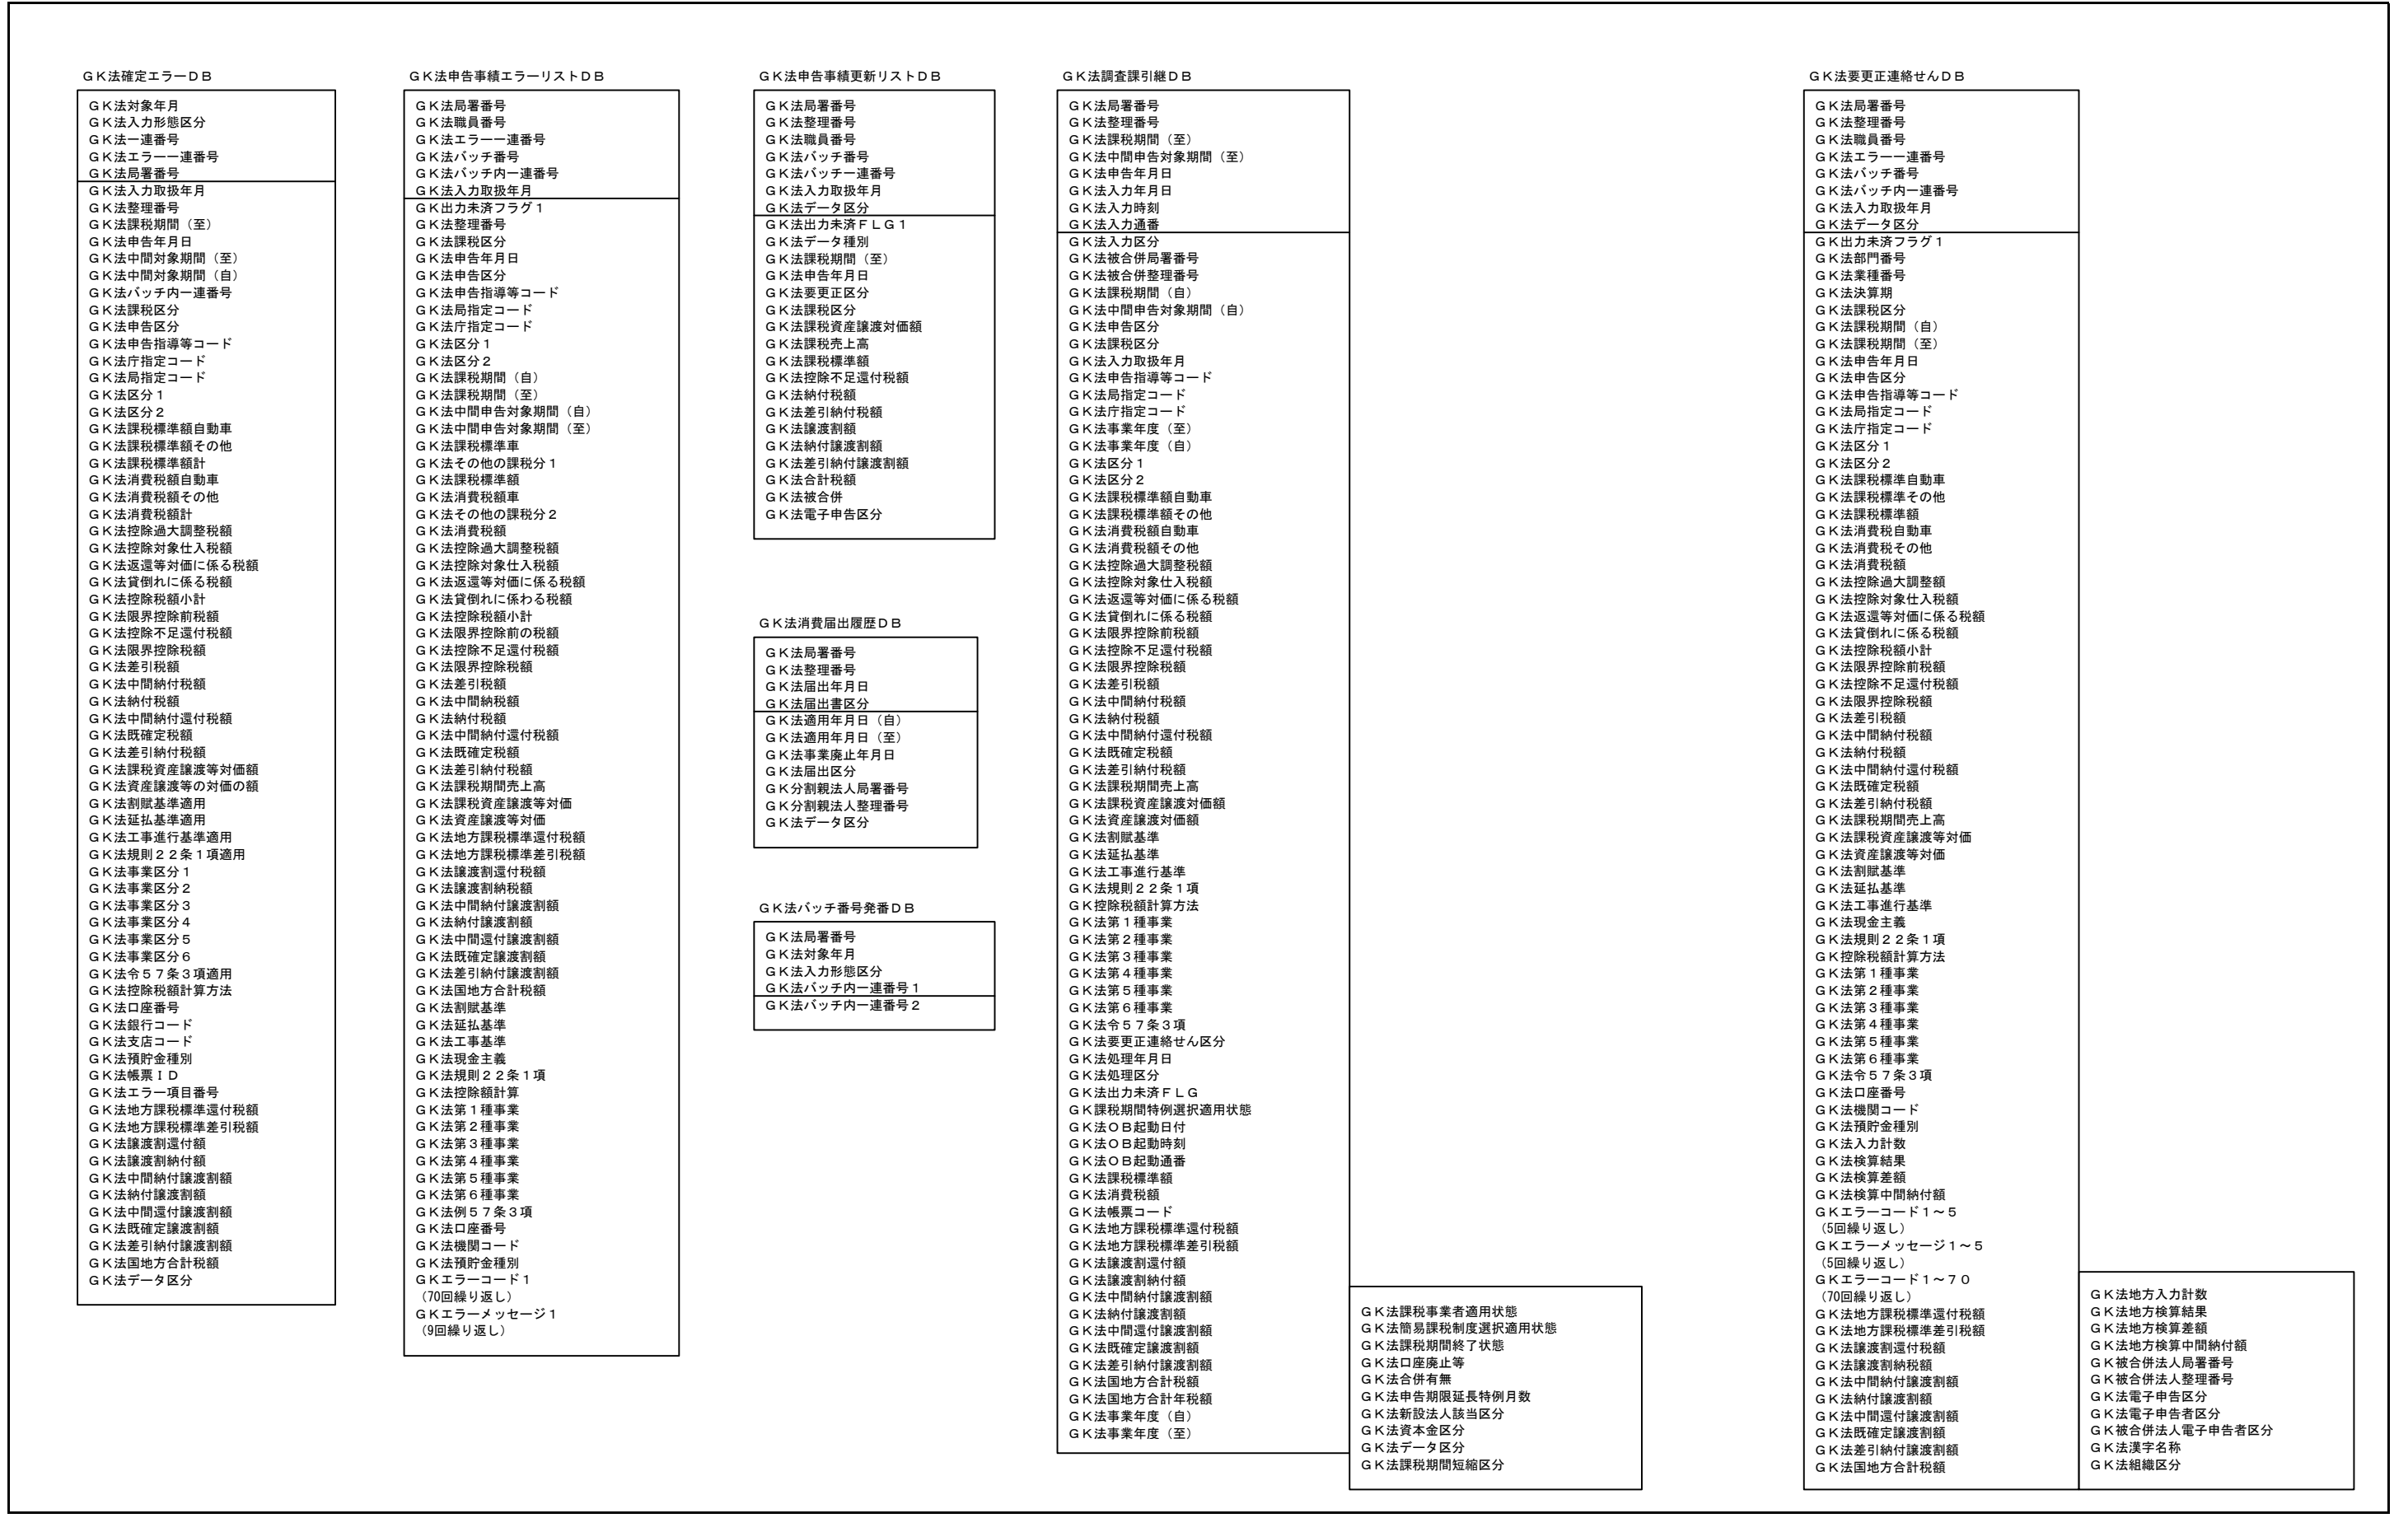 ＧＫ法確定エラーＤＢ
ＧＫ法対象年月
ＧＫ法入力形態区分
ＧＫ法一連番号
ＧＫ法エラー一連番号
ＧＫ法局署番号
ＧＫ法入力取扱年月
ＧＫ法整理番号
ＧＫ法課税期間（至）
ＧＫ法申告年月日
ＧＫ法中間対象期間（至）
ＧＫ法中間対象期間（自）
ＧＫ法バッチ内一連番号
ＧＫ法課税区分
ＧＫ法申告区分
ＧＫ法申告指導等コード
ＧＫ法庁指定コード
ＧＫ法局指定コード
ＧＫ法区分１
ＧＫ法区分２
ＧＫ法課税標準額自動車
ＧＫ法課税標準額その他
ＧＫ法課税標準額計
ＧＫ法消費税額自動車
ＧＫ法消費税額その他
ＧＫ法消費税額計
ＧＫ法控除過大調整税額
ＧＫ法控除対象仕入税額
ＧＫ法返還等対価に係る税額
ＧＫ法貸倒れに係る税額
ＧＫ法控除税額小計
ＧＫ法限界控除前税額
ＧＫ法控除不足還付税額
ＧＫ法限界控除税額
ＧＫ法差引税額
ＧＫ法中間納付税額
ＧＫ法納付税額
ＧＫ法中間納付還付税額
ＧＫ法既確定税額
ＧＫ法差引納付税額
ＧＫ法課税資産譲渡等対価額
ＧＫ法資産譲渡等の対価の額
ＧＫ法割賦基準適用
ＧＫ法延払基準適用
ＧＫ法工事進行基準適用
ＧＫ法規則２２条１項適用
ＧＫ法事業区分１
ＧＫ法事業区分２
ＧＫ法事業区分３
ＧＫ法事業区分４
ＧＫ法事業区分５
ＧＫ法事業区分６
ＧＫ法令５７条３項適用
ＧＫ法控除税額計算方法
ＧＫ法口座番号
ＧＫ法銀行コード
ＧＫ法支店コード
ＧＫ法預貯金種別
ＧＫ法帳票ＩＤ
ＧＫ法エラー項目番号
ＧＫ法地方課税標準還付税額
ＧＫ法地方課税標準差引税額
ＧＫ法譲渡割還付額
ＧＫ法譲渡割納付額
ＧＫ法中間納付譲渡割額
ＧＫ法納付譲渡割額
ＧＫ法中間還付譲渡割額
ＧＫ法既確定譲渡割額
ＧＫ法差引納付譲渡割額
ＧＫ法国地方合計税額
ＧＫ法データ区分
ＧＫ法申告事績エラーリストＤＢ
ＧＫ法局署番号
ＧＫ法職員番号
ＧＫ法エラー一連番号
ＧＫ法バッチ番号
ＧＫ法バッチ内一連番号
ＧＫ法入力取扱年月
ＧＫ出力未済フラグ１
ＧＫ法整理番号
ＧＫ法課税区分
ＧＫ法申告年月日
ＧＫ法申告区分
ＧＫ法申告指導等コード
ＧＫ法局指定コード
ＧＫ法庁指定コード
ＧＫ法区分１
ＧＫ法区分２
ＧＫ法課税期間（自）
ＧＫ法課税期間（至）
ＧＫ法中間申告対象期間（自）
ＧＫ法中間申告対象期間（至）
ＧＫ法課税標準車
ＧＫ法その他の課税分１
ＧＫ法課税標準額
ＧＫ法消費税額車
ＧＫ法その他の課税分２
ＧＫ法消費税額
ＧＫ法控除過大調整税額
ＧＫ法控除対象仕入税額
ＧＫ法返還等対価に係る税額
ＧＫ法貸倒れに係わる税額
ＧＫ法控除税額小計
ＧＫ法限界控除前の税額
ＧＫ法控除不足還付税額
ＧＫ法限界控除税額
ＧＫ法差引税額
ＧＫ法中間納税額
ＧＫ法納付税額
ＧＫ法中間納付還付税額
ＧＫ法既確定税額
ＧＫ法差引納付税額
ＧＫ法課税期間売上高
ＧＫ法課税資産譲渡等対価
ＧＫ法資産譲渡等対価
ＧＫ法地方課税標準還付税額
ＧＫ法地方課税標準差引税額
ＧＫ法譲渡割還付税額
ＧＫ法譲渡割納税額
ＧＫ法中間納付譲渡割額
ＧＫ法納付譲渡割額
ＧＫ法中間還付譲渡割額
ＧＫ法既確定譲渡割額
ＧＫ法差引納付譲渡割額
ＧＫ法国地方合計税額
ＧＫ法割賦基準
ＧＫ法延払基準
ＧＫ法工事基準
ＧＫ法現金主義
ＧＫ法規則２２条１項
ＧＫ法控除額計算
ＧＫ法第１種事業
ＧＫ法第２種事業
ＧＫ法第３種事業
ＧＫ法第４種事業
ＧＫ法第５種事業
ＧＫ法第６種事業
ＧＫ法例５７条３項
ＧＫ法口座番号
ＧＫ法機関コード
ＧＫ法預貯金種別
ＧＫエラーコード１
（70回繰り返し）
ＧＫエラーメッセージ１
（9回繰り返し）
ＧＫ法申告事績更新リストＤＢ
ＧＫ法局署番号
ＧＫ法整理番号
ＧＫ法職員番号
ＧＫ法バッチ番号
ＧＫ法バッチ一連番号
ＧＫ法入力取扱年月
ＧＫ法データ区分
ＧＫ法出力未済ＦＬＧ１
ＧＫ法データ種別
ＧＫ法課税期間（至）
ＧＫ法申告年月日
ＧＫ法要更正区分
ＧＫ法課税区分
ＧＫ法課税資産譲渡対価額
ＧＫ法課税売上高
ＧＫ法課税標準額
ＧＫ法控除不足還付税額
ＧＫ法納付税額
ＧＫ法差引納付税額
ＧＫ法譲渡割額
ＧＫ法納付譲渡割額
ＧＫ法差引納付譲渡割額
ＧＫ法合計税額
ＧＫ法被合併
ＧＫ法電子申告区分
ＧＫ法消費届出履歴ＤＢ
ＧＫ法局署番号
ＧＫ法整理番号
ＧＫ法届出年月日
ＧＫ法届出書区分
ＧＫ法適用年月日（自）
ＧＫ法適用年月日（至）
ＧＫ法事業廃止年月日
ＧＫ法届出区分
ＧＫ分割親法人局署番号
ＧＫ分割親法人整理番号
ＧＫ法データ区分
ＧＫ法バッチ番号発番ＤＢ
ＧＫ法局署番号
ＧＫ法対象年月
ＧＫ法入力形態区分
ＧＫ法バッチ内一連番号１
ＧＫ法バッチ内一連番号２
ＧＫ法調査課引継ＤＢ
ＧＫ法局署番号
ＧＫ法整理番号
ＧＫ法課税期間（至）
ＧＫ法中間申告対象期間（至）
ＧＫ法申告年月日
ＧＫ法入力年月日
ＧＫ法入力時刻
ＧＫ法入力通番
ＧＫ法入力区分
ＧＫ法被合併局署番号
ＧＫ法被合併整理番号
ＧＫ法課税期間（自）
ＧＫ法中間申告対象期間（自）
ＧＫ法申告区分
ＧＫ法課税区分
ＧＫ法入力取扱年月
ＧＫ法申告指導等コード
ＧＫ法局指定コード
ＧＫ法庁指定コード
ＧＫ法事業年度（至）
ＧＫ法事業年度（自）
ＧＫ法区分１
ＧＫ法区分２
ＧＫ法課税標準額自動車
ＧＫ法課税標準額その他
ＧＫ法消費税額自動車
ＧＫ法消費税額その他
ＧＫ法控除過大調整税額
ＧＫ法控除対象仕入税額
ＧＫ法返還等対価に係る税額
ＧＫ法貸倒れに係る税額
ＧＫ法限界控除前税額
ＧＫ法控除不足還付税額
ＧＫ法限界控除税額
ＧＫ法差引税額
ＧＫ法中間納付税額
ＧＫ法納付税額
ＧＫ法中間納付還付税額
ＧＫ法既確定税額
ＧＫ法差引納付税額
ＧＫ法課税期間売上高
ＧＫ法課税資産譲渡対価額
ＧＫ法資産譲渡対価額
ＧＫ法割賦基準
ＧＫ法延払基準
ＧＫ法工事進行基準
ＧＫ法規則２２条１項
ＧＫ控除税額計算方法
ＧＫ法第１種事業
ＧＫ法第２種事業
ＧＫ法第３種事業
ＧＫ法第４種事業
ＧＫ法第５種事業
ＧＫ法第６種事業
ＧＫ法令５７条３項
ＧＫ法要更正連絡せん区分
ＧＫ法処理年月日
ＧＫ法処理区分
ＧＫ法出力未済ＦＬＧ
ＧＫ課税期間特例選択適用状態
ＧＫ法ＯＢ起動日付
ＧＫ法ＯＢ起動時刻
ＧＫ法ＯＢ起動通番
ＧＫ法課税標準額
ＧＫ法消費税額
ＧＫ法帳票コード
ＧＫ法地方課税標準還付税額
ＧＫ法地方課税標準差引税額
ＧＫ法譲渡割還付額
ＧＫ法譲渡割納付額
ＧＫ法中間納付譲渡割額
ＧＫ法納付譲渡割額
ＧＫ法中間還付譲渡割額
ＧＫ法既確定譲渡割額
ＧＫ法差引納付譲渡割額
ＧＫ法国地方合計税額
ＧＫ法国地方合計年税額
ＧＫ法事業年度（自）
ＧＫ法事業年度（至）
ＧＫ法課税事業者適用状態
ＧＫ法簡易課税制度選択適用状態
ＧＫ法課税期間終了状態
ＧＫ法口座廃止等
ＧＫ法合併有無
ＧＫ法申告期限延長特例月数
ＧＫ法新設法人該当区分
ＧＫ法資本金区分
ＧＫ法データ区分
ＧＫ法課税期間短縮区分
ＧＫ法要更正連絡せんＤＢ
ＧＫ法局署番号
ＧＫ法整理番号
ＧＫ法職員番号
ＧＫ法エラー一連番号
ＧＫ法バッチ番号
ＧＫ法バッチ内一連番号
ＧＫ法入力取扱年月
ＧＫ法データ区分
ＧＫ出力未済フラグ１
ＧＫ法部門番号
ＧＫ法業種番号
ＧＫ法決算期
ＧＫ法課税区分
ＧＫ法課税期間（自）
ＧＫ法課税期間（至）
ＧＫ法申告年月日
ＧＫ法申告区分
ＧＫ法申告指導等コード
ＧＫ法局指定コード
ＧＫ法庁指定コード
ＧＫ法区分１
ＧＫ法区分２
ＧＫ法課税標準自動車
ＧＫ法課税標準その他
ＧＫ法課税標準額
ＧＫ法消費税自動車
ＧＫ法消費税その他
ＧＫ法消費税額
ＧＫ法控除過大調整額
ＧＫ法控除対象仕入税額
ＧＫ法返還等対価に係る税額
ＧＫ法貸倒れに係る税額
ＧＫ法控除税額小計
ＧＫ法限界控除前税額
ＧＫ法控除不足還付税額
ＧＫ法限界控除税額
ＧＫ法差引税額
ＧＫ法中間納付税額
ＧＫ法納付税額
ＧＫ法中間納付還付税額
ＧＫ法既確定税額
ＧＫ法差引納付税額
ＧＫ法課税期間売上高
ＧＫ法課税資産譲渡等対価
ＧＫ法資産譲渡等対価
ＧＫ法割賦基準
ＧＫ法延払基準
ＧＫ法工事進行基準
ＧＫ法現金主義
ＧＫ法規則２２条１項
ＧＫ控除税額計算方法
ＧＫ法第１種事業
ＧＫ法第２種事業
ＧＫ法第３種事業
ＧＫ法第４種事業
ＧＫ法第５種事業
ＧＫ法第６種事業
ＧＫ法令５７条３項
ＧＫ法口座番号
ＧＫ法機関コード
ＧＫ法預貯金種別
ＧＫ法入力計数
ＧＫ法検算結果
ＧＫ法検算差額
ＧＫ法検算中間納付額
ＧＫエラーコード１～５
（5回繰り返し）
ＧＫエラーメッセージ１～５
（5回繰り返し）
ＧＫエラーコード１～７０
（70回繰り返し）
ＧＫ法地方課税標準還付税額
ＧＫ法地方課税標準差引税額
ＧＫ法譲渡割還付税額
ＧＫ法譲渡割納税額
ＧＫ法中間納付譲渡割額
ＧＫ法納付譲渡割額
ＧＫ法中間還付譲渡割額
ＧＫ法既確定譲渡割額
ＧＫ法差引納付譲渡割額
ＧＫ法国地方合計税額
ＧＫ法地方入力計数
ＧＫ法地方検算結果
ＧＫ法地方検算差額
ＧＫ法地方検算中間納付額
ＧＫ被合併法人局署番号
ＧＫ被合併法人整理番号
ＧＫ法電子申告区分
ＧＫ法電子申告者区分
ＧＫ被合併法人電子申告者区分
ＧＫ法漢字名称
ＧＫ法組織区分